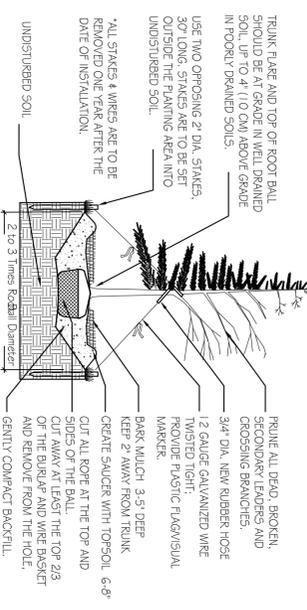 TRUNK FLARE AND TOP OF ROOT BALL
SHOULD BE AT GRADE IN WELL DRAINED
SOIL, UP TO 4" (10 CM) ABOVE GRADE
IN POORLY DRAINED SOILS.
USE TWO OPPOSING 2" DIA. STAKES,
30" LONG, STAKES ARE TO BE SET
OUTSIDE THE PLANTING AREA INTO
UNDISTURBED SOIL.
*ALL STAKES & WIRES ARE TO BE
REMOVED ONE YEAR AFTER THE
DATE OF INSTALLATION.
UNDISTURBED SOIL
2 to 3 Times Rootball Diameter
PRUNE ALL DEAD, BROKEN,
SECONDARY LEADERS AND
CROSSING BRANCHES.
3/4" DIA. NEW RUBBER HOSE
12 GAUGE GALVANIZED WIRE
TWISTED TIGHT;
PROVIDE PLASTIC FLAG/VISUAL
MARKER.
BARK MULCH 3-5" DEEP
KEEP 2" AWAY FROM TRUNK
CREATE SAUCER WITH TOPSOIL 6-8"
CUT ALL ROPE AT THE TOP AND
SIDES OF THE BALL.
CUT AWAY AT LEAST THE TOP 2/3
OF THE BURLAP AND WIRE BASKET
AND REMOVE FROM THE HOLE.
GENTLY COMPACT BACKFILL.